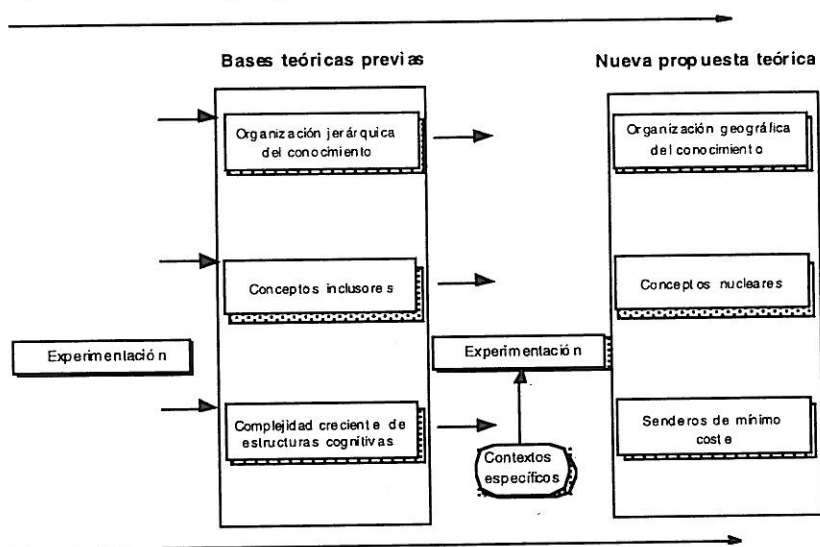 Bases teóricas previas
Nueva propuesta teórica
Organización jerárquica
del conocimiento
Organización geográfica
del conocimiento
Conceptos inclusores
Conceptos nucleares
Experimentación
Experimentación
Complejidad creciente de
estructuras cognitivas
Senderos de mínimo
coste
Contextos
específicos